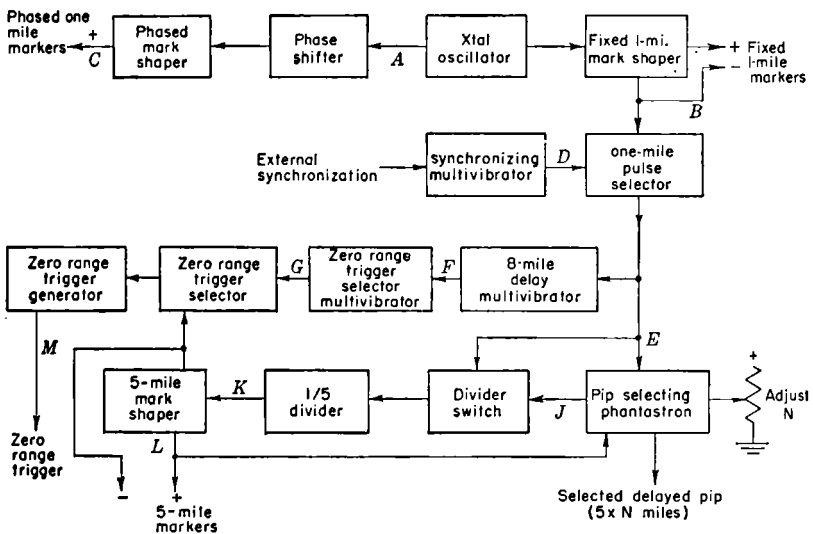 Phased one
mile
markers
+
C
Phased
mark
shaper
Phase
shifter
A
Xtal
oscillator
Fixed 1-mi.
mark shaper
+ Fixed
1-mile
−
markers
B
External
synchronization
synchronizing
multivibrator
D
one-mile
pulse
selector
Zero range
trigger
generator
Zero range
trigger
selector
G
Zero range
trigger
selector
multivibrator
F
8-mile
delay
multivibrator
E
M
5-mile
mark
shaper
K
1/5
divider
Divider
switch
J
Pip selecting
phantastron
+
Adjust
N
L
Zero
range
trigger
−
+
5-mile
markers
Selected delayed pip
(5x N miles)